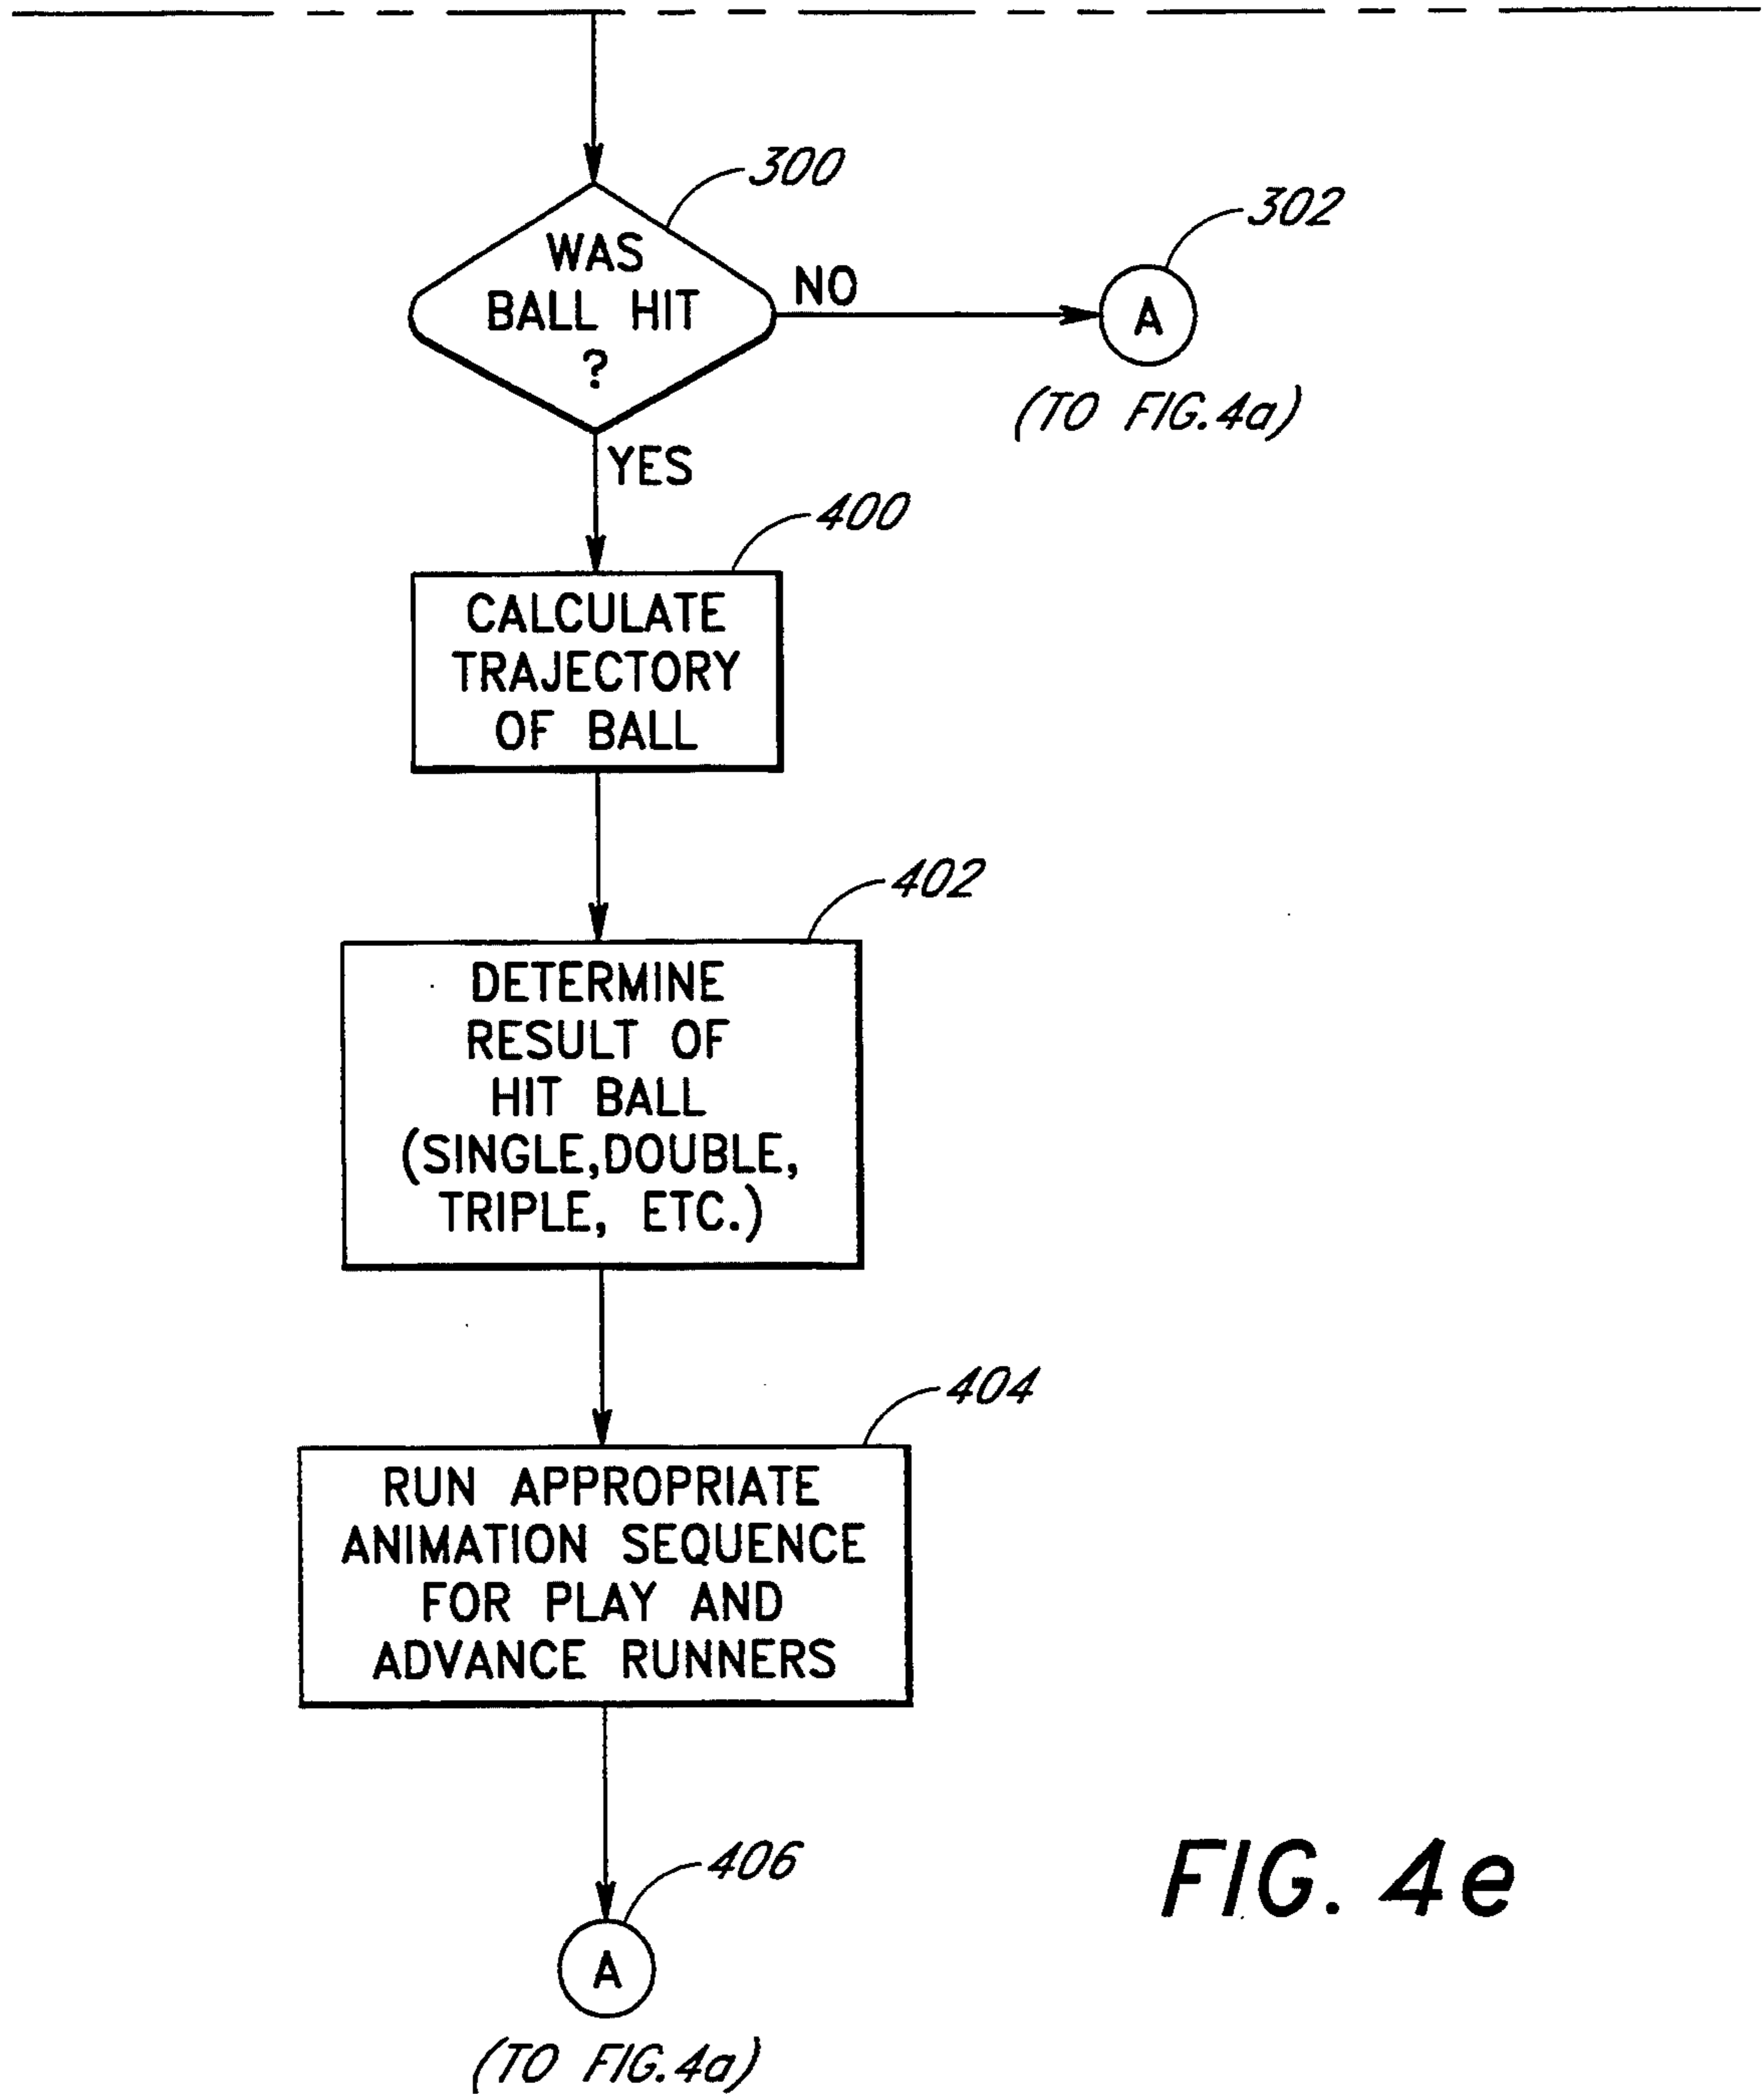 300
WAS
BALL HIT
?
NO
302
A
(TO FIG.4a)
YES
400
CALCULATE
TRAJECTORY
OF BALL
402
DETERMINE
RESULT OF
HIT BALL
(SINGLE,DOUBLE,
TRIPLE, ETC.)
404
RUN APPROPRIATE
ANIMATION SEQUENCE
FOR PLAY AND
ADVANCE RUNNERS
406
A
(TO FIG.4a)
FIG. 4e